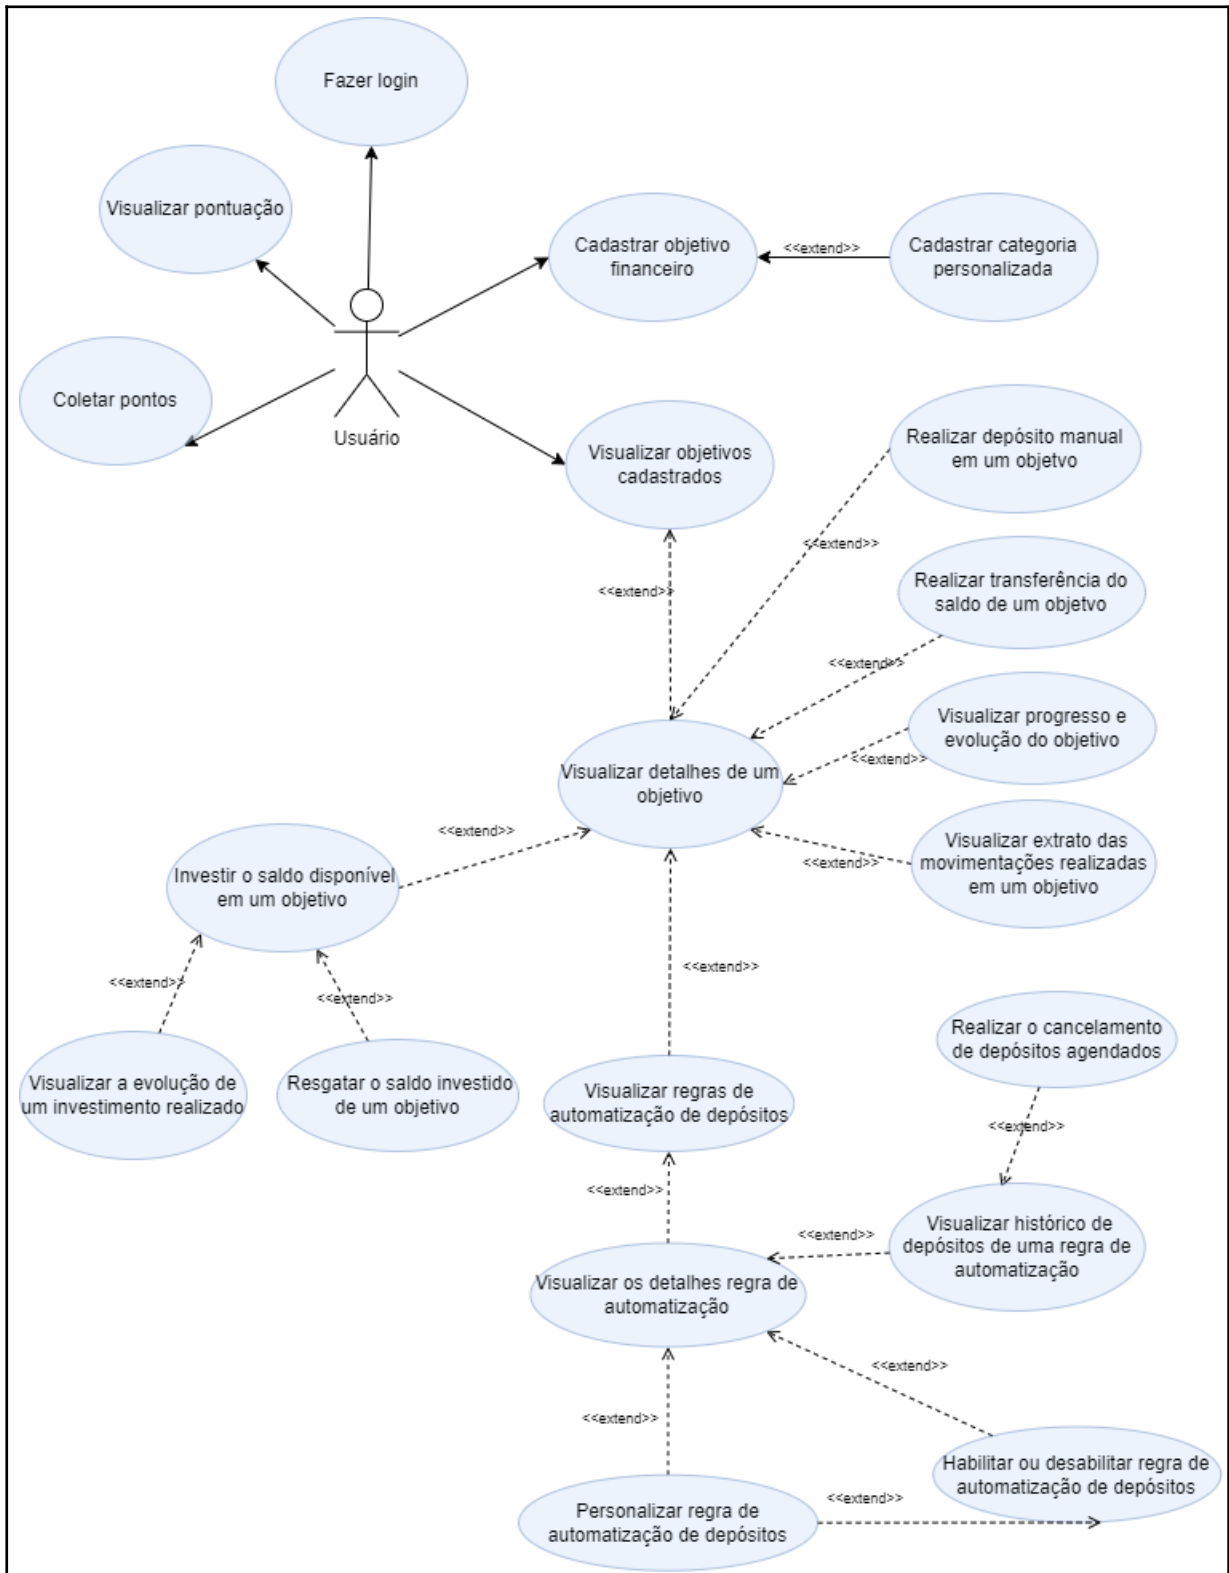 Fazer login
Visualizar pontuação
Cadastrar objetivo
financeiro
<<extend>>
Cadastrar categoria
personalizada
Coletar pontos
Usuário
Visualizar objetivos
cadastrados
Realizar depósito manual
em um objetvo
<<extend>>
<<extend>>
Realizar transferência do
saldo de um objetvo
<<extend>>
Visualizar progresso e
evolução do objetivo
<<extend>>
Visualizar detalhes de um
objetivo
Visualizar extrato das
movimentações realizadas
em um objetivo
<<extend>>
<<extend>>
Investir o saldo disponível
em um objetivo
<<extend>>
<<extend>>
<<extend>>
Visualizar a evolução de
um investimento realizado
Resgatar o saldo investido
de um objetivo
Visualizar regras de
automatização de depósitos
Realizar o cancelamento
de depósitos agendados
<<extend>>
<<extend>>
Visualizar histórico de
depósitos de uma regra de
automatização
<<extend>>
Visualizar os detalhes regra de
automatização
<<extend>>
<<extend>>
Habilitar ou desabilitar regra de
automatização de depósitos
<<extend>>
Personalizar regra de
automatização de depósitos